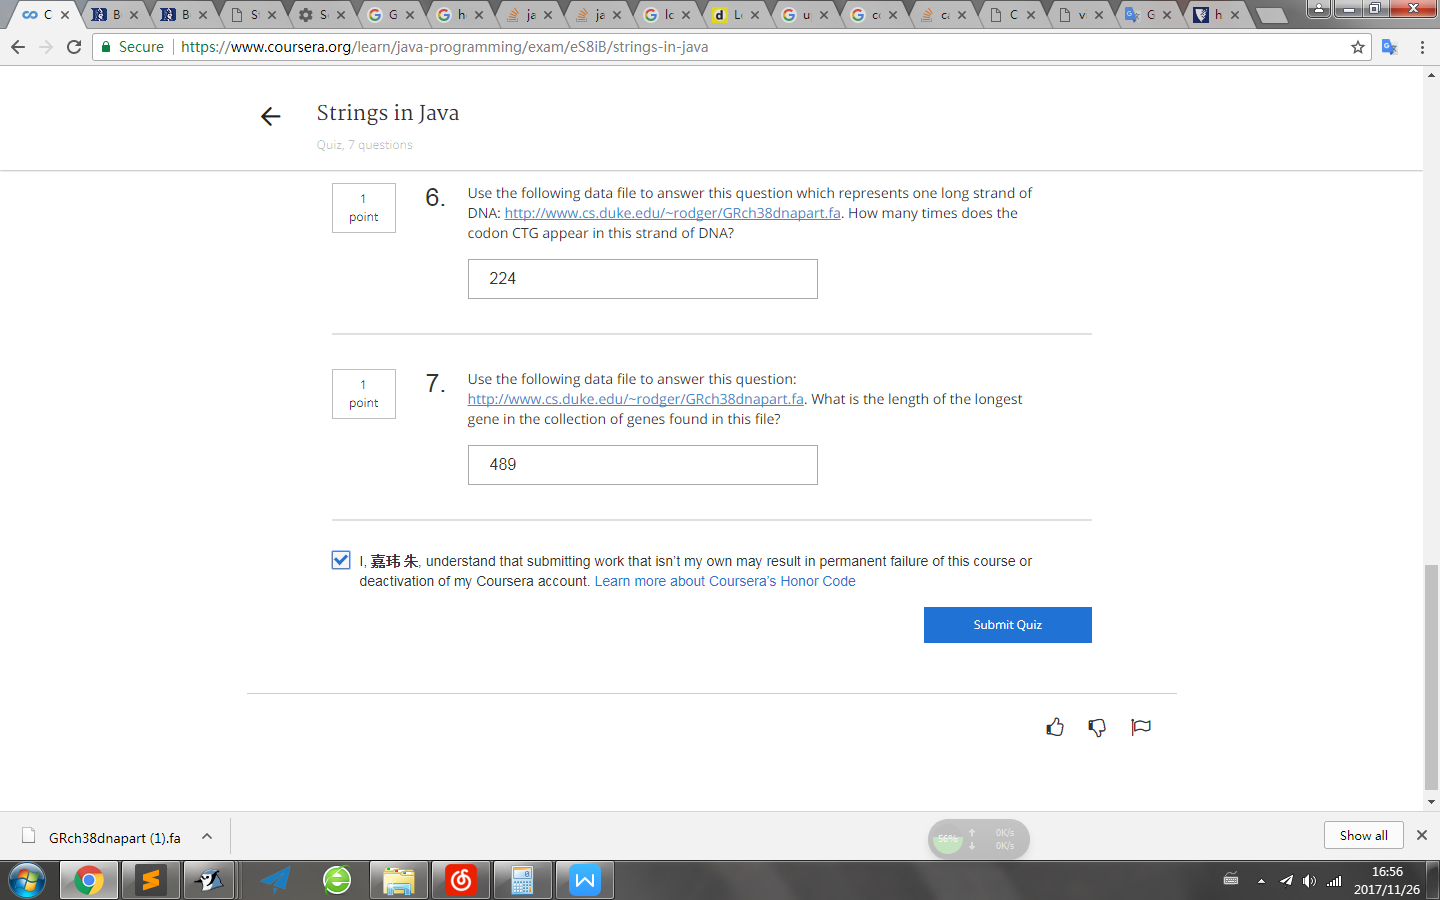 C
B
B
S
S
G
h
ja
ja
lo
L
u
c
c
C
v
G
h
Secure
https://www.coursera.org/learn/java-programming/exam/eS8iB/strings-in-java
Strings in Java
Quiz, 7 questions
1
point
6.
Use the following data file to answer this question which represents one long strand of
DNA: http://www.cs.duke.edu/~rodger/GRch38dnapart.fa. How many times does the
codon CTG appear in this strand of DNA?
224
1
point
7.
Use the following data file to answer this question:
http://www.cs.duke.edu/~rodger/GRch38dnapart.fa. What is the length of the longest
gene in the collection of genes found in this file?
489
I, 嘉玮 朱, understand that submitting work that isn't my own may result in permanent failure of this course or
deactivation of my Coursera account. Learn more about Coursera's Honor Code
Submit Quiz
GRch38dnapart (1).fa
56%
0K/s
0K/s
Show all
16:56
2017/11/26